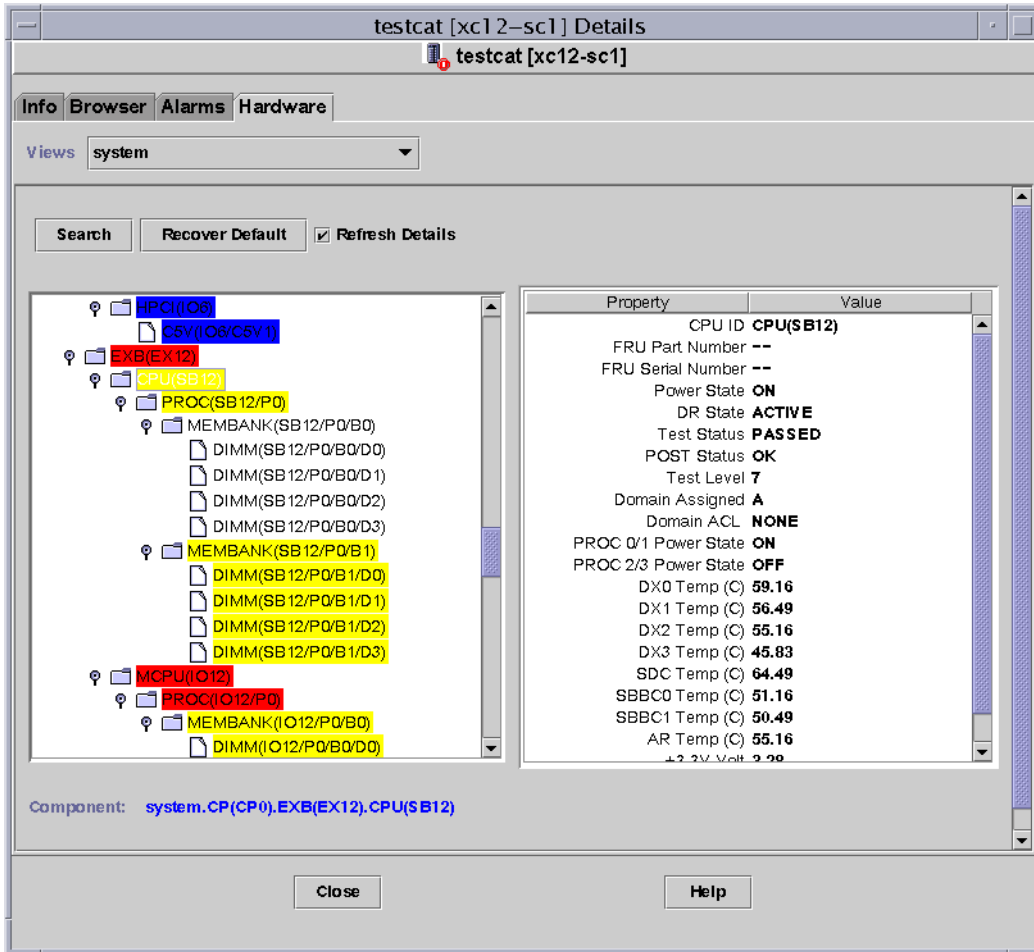 testcat [xc12-sc1] Details
testcat [xc12-sc1]
Info Browser Alarms Hardware
Views system
Search Recover Default Refresh Details
HPCI(IO6)
C5V(IO6/C5V1)
EXB(EX12)
CPU(SB12)
PROC(SB12/P0)
MEMBANK(SB12/P0/B0)
DIMM(SB12/P0/B0/D0)
DIMM(SB12/P0/B0/D1)
DIMM(SB12/P0/B0/D2)
DIMM(SB12/P0/B0/D3)
MEMBANK(SB12/P0/B1)
DIMM(SB12/P0/B1/D0)
DIMM(SB12/P0/B1/D1)
DIMM(SB12/P0/B1/D2)
DIMM(SB12/P0/B1/D3)
MCPU(IO12)
PROC(IO12/P0)
MEMBANK(IO12/P0/B0)
DIMM(IO12/P0/B0/D0)
Property Value
CPU ID CPU(SB12)
FRU Part Number --
FRU Serial Number --
Power State ON
DR State ACTIVE
Test Status PASSED
POST Status OK
Test Level 7
Domain Assigned A
Domain ACL NONE
PROC 0/1 Power State ON
PROC 2/3 Power State OFF
DX0 Temp (C) 59.16
DX1 Temp (C) 56.49
DX2 Temp (C) 55.16
DX3 Temp (C) 45.83
SDC Temp (C) 64.49
SBBC0 Temp (C) 51.16
SBBC1 Temp (C) 50.49
AR Temp (C) 55.16
+3.3V Volt 3.28
Component: system.CP(CP0).EXB(EX12).CPU(SB12)
Close Help